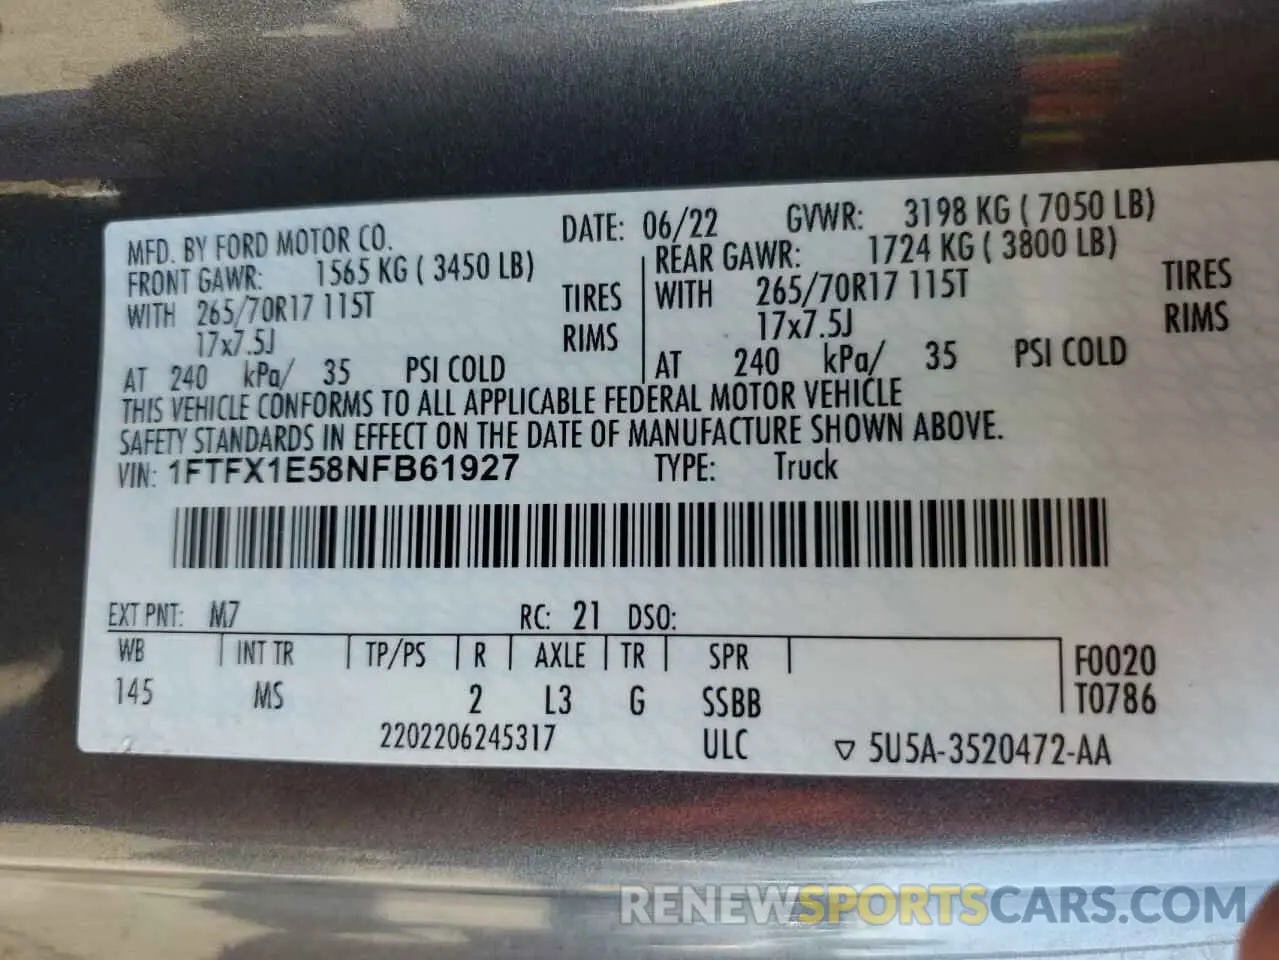 MFD. BY FORD MOTOR CO. DATE: 06/22 GVWR: 3198 KG ( 7050 LB)
FRONT GAWR: 1565 KG ( 3450 LB) REAR GAWR: 1724 KG ( 3800 LB)
WITH 265/70R17 115T TIRES WITH 265/70R17 115T TIRES
17x7.5J RIMS 17x7.5J RIMS
AT 240 kPa/ 35 PSI COLD AT 240 kPa/ 35 PSI COLD
THIS VEHICLE CONFORMS TO ALL APPLICABLE FEDERAL MOTOR VEHICLE
SAFETY STANDARDS IN EFFECT ON THE DATE OF MANUFACTURE SHOWN ABOVE.
VIN: 1FTFX1E58NFB61927 TYPE: Truck
EXT PNT: M7 RC: 21 DSO:
WB INT TR TP/PS R AXLE TR SPR F0020
145 MS 2 L3 G SSBB T0786
2202206245317 ULC ▽ 5U5A-3520472-AA
RENEWSPORTSCARS.COM